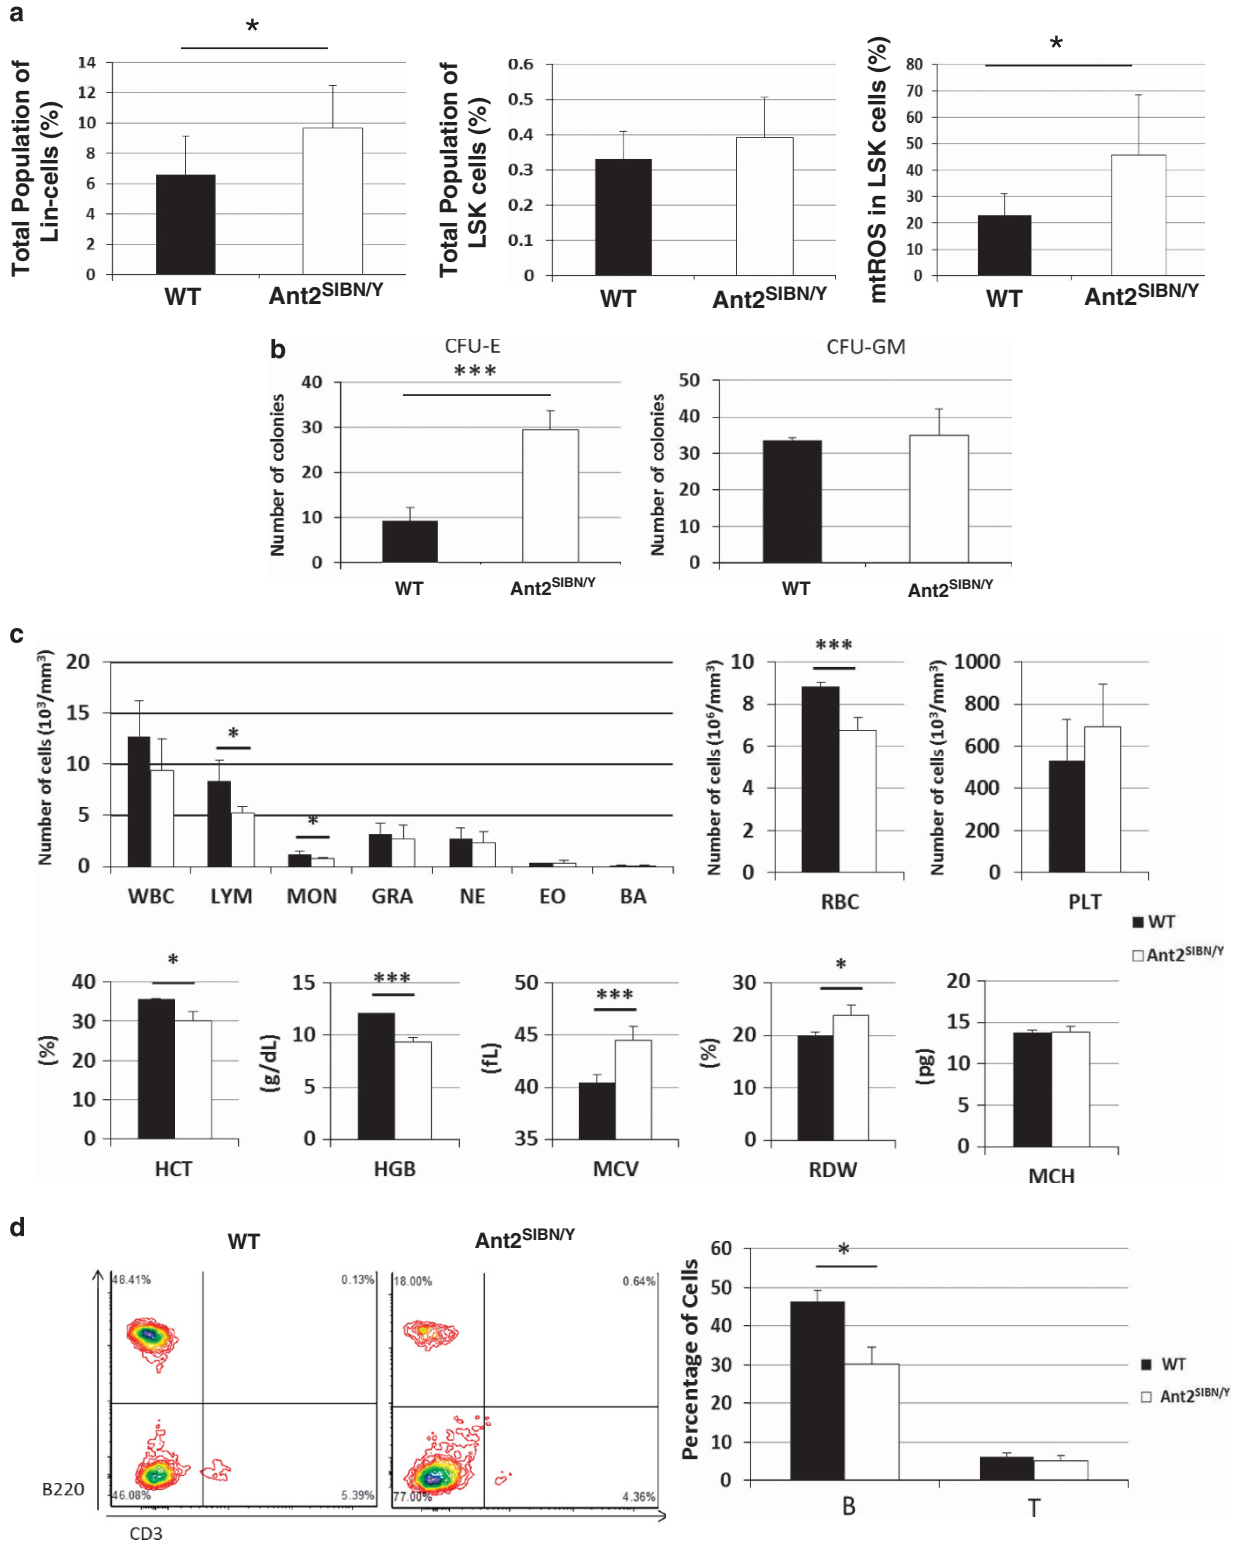 a
*
Total Population of
Lin-cells (%)
14
12
10
8
6
4
2
0
WT
Ant2SIBN/Y
Total Population of
LSK cells (%)
0.6
0.5
0.4
0.3
0.2
0.1
0
WT
Ant2SIBN/Y
*
mtROS in LSK cells (%)
80
70
60
50
40
30
20
10
0
WT
Ant2SIBN/Y
b
CFU-E
***
Number of colonies
40
30
20
10
0
WT
Ant2SIBN/Y
CFU-GM
Number of colonies
50
40
30
20
10
0
WT
Ant2SIBN/Y
c
Number of cells (10³/mm³)
20
15
10
5
0
*
*
WBC
LYM
MON
GRA
NE
EO
BA
***
Number of cells (10⁶/mm³)
10
8
6
4
2
0
RBC
Number of cells (10³/mm³)
1000
800
600
400
200
0
PLT
WT
Ant2SIBN/Y
*
(%)
40
30
20
10
0
HCT
***
(g/dL)
15
10
5
0
HGB
***
(fL)
50
45
40
35
MCV
*
(%)
30
20
10
0
RDW
(pg)
20
15
10
5
0
MCH
d
WT
48.41%
0.13%
46.08%
5.39%
Ant2SIBN/Y
18.00%
0.64%
77.00%
4.36%
B220
CD3
*
Percentage of Cells
60
50
40
30
20
10
0
B
T
WT
Ant2SIBN/Y